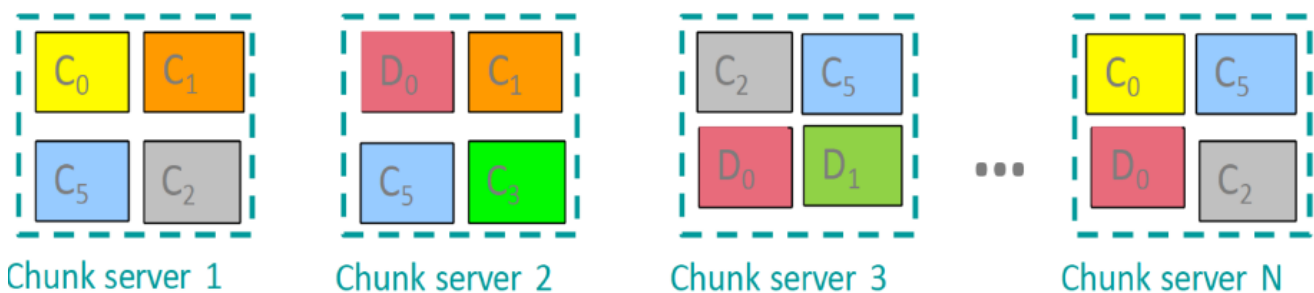 C₀ C₁ D₀ C₁ C₂ C₅ C₀ C₅
C₅ C₂ C₅ C₃ D₀ D₁ ... D₀ C₂
Chunk server 1 Chunk server 2 Chunk server 3 Chunk server N